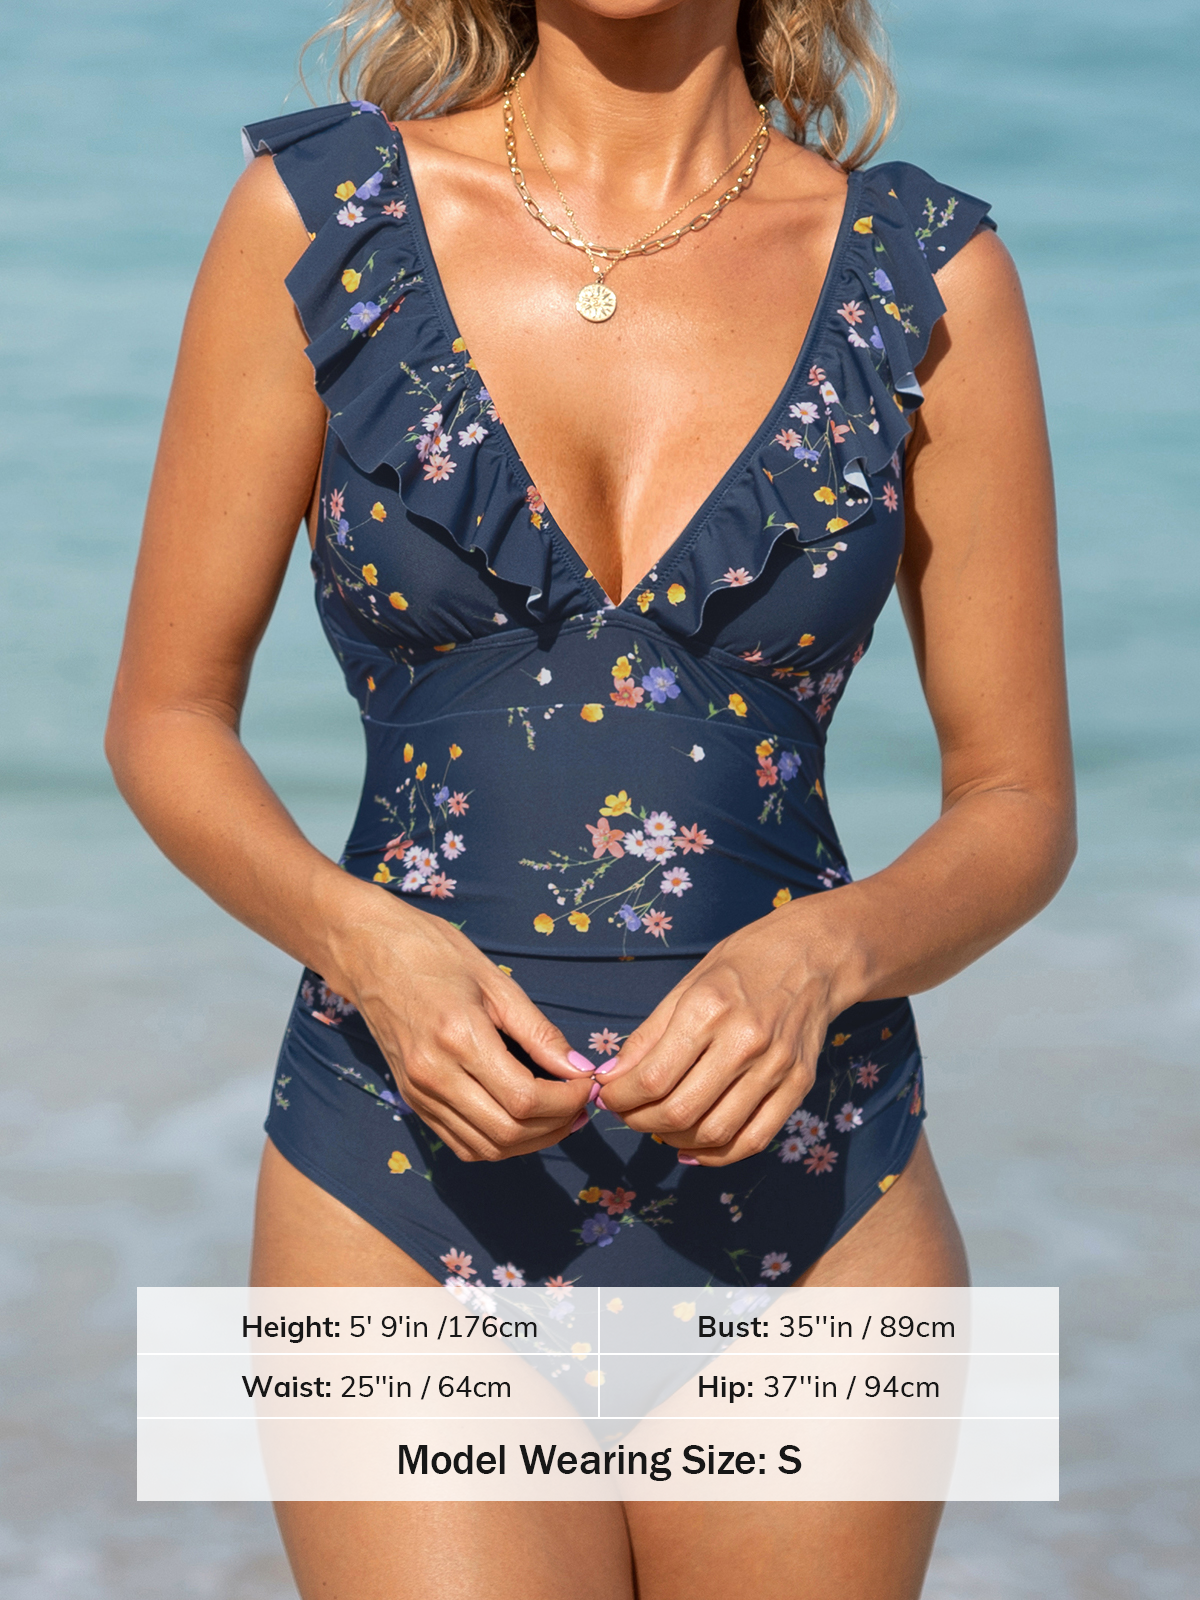 Height: 5' 9'in /176cm
Bust: 35''in / 89cm
Waist: 25''in / 64cm
Hip: 37''in / 94cm
Model Wearing Size: S